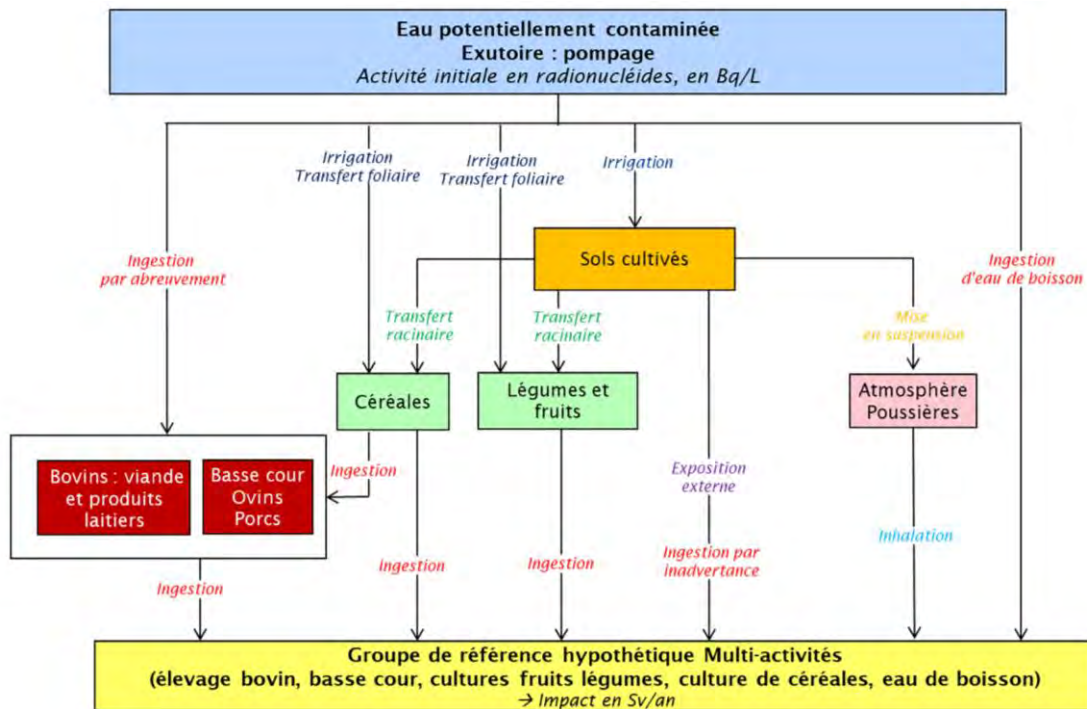 Eau potentiellement contaminée
Exutoire : pompage
Activité initiale en radionucléides, en Bq/L
Irrigation
Transfert foliaire
Irrigation
Transfert foliaire
Irrigation
Ingestion
par abreuvement
Sols cultivés
Ingestion
d'eau de boisson
Transfert
racinaire
Transfert
racinaire
Mise
en suspension
Céréales
Légumes et
fruits
Atmosphère
Poussières
Bovins : viande
et produits
laitiers
Basse cour
Ovins
Porcs
Ingestion
Exposition
externe
Ingestion
Ingestion
Ingestion
Ingestion par
inadvertance
Inhalation
Groupe de référence hypothétique Multi-activités
(élevage bovin, basse cour, cultures fruits légumes, culture de céréales, eau de boisson)
→ Impact en Sv/an